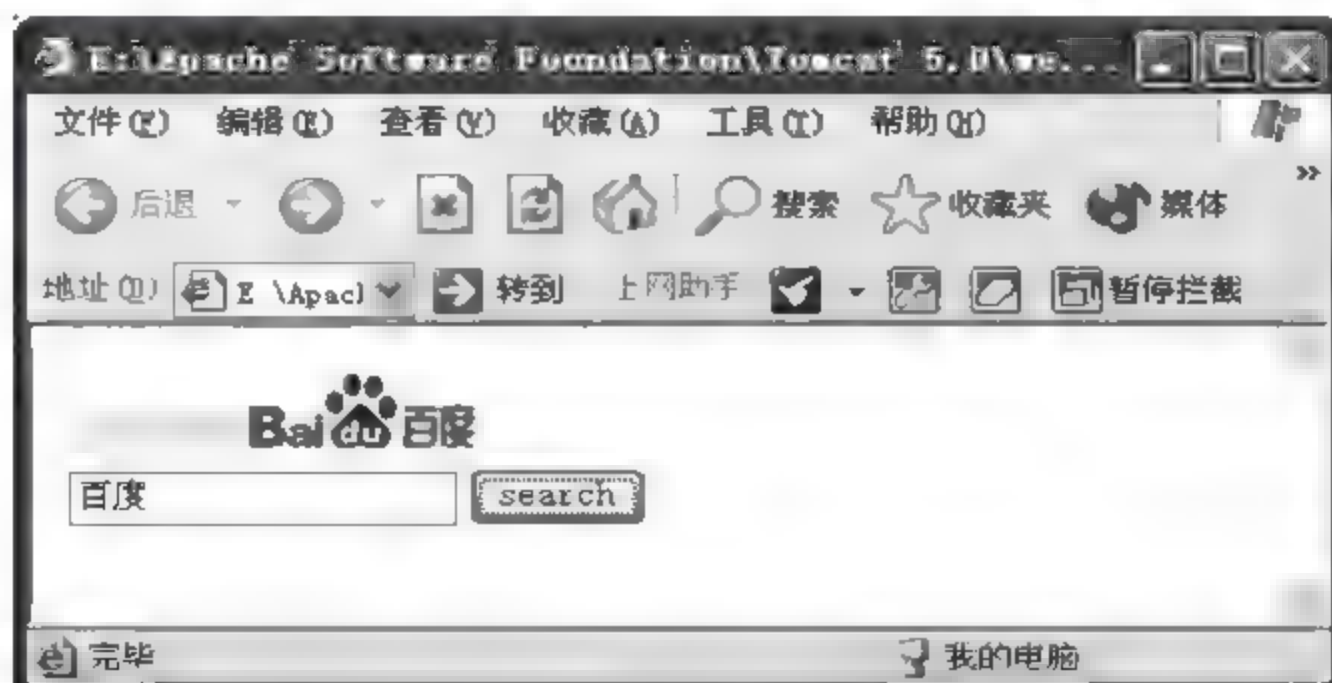 E:\Apache Software Foundation\Tomcat 5.0\we...
文件(F) 编辑(E) 查看(V) 收藏(A) 工具(T) 帮助(H)
后退 搜索 收藏夹 媒体 »
地址(D) E \Apacl 转到 上网助手 暂停拦截
Bai du 百度
百度 search
完毕 我的电脑